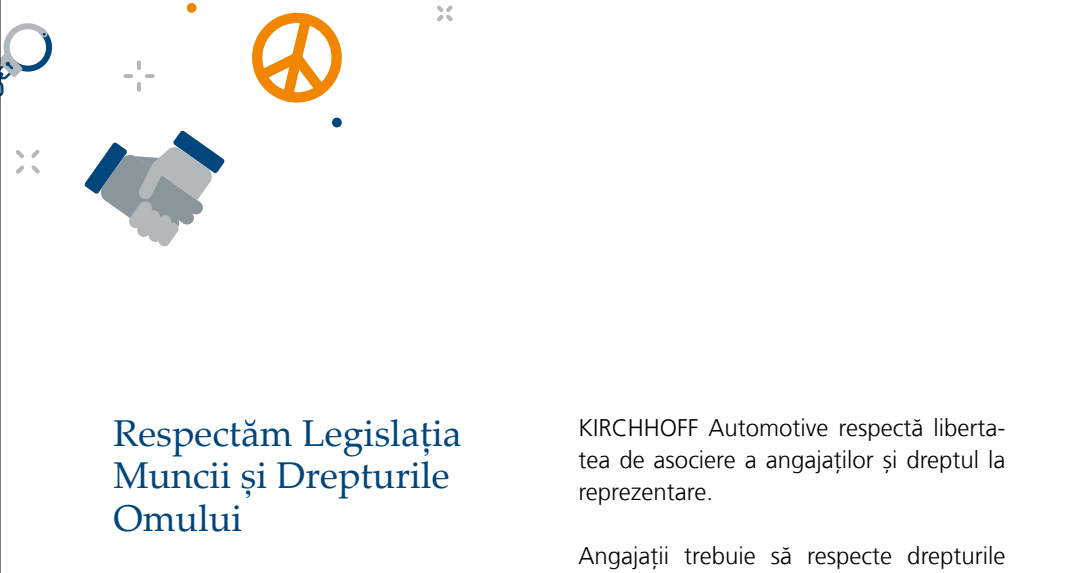 Respectăm Legislația
Muncii și Drepturile
Omului
KIRCHHOFF Automotive respectă liberta-
tea de asociere a angajaților și dreptul la
reprezentare.
Angajații trebuie să respecte drepturile